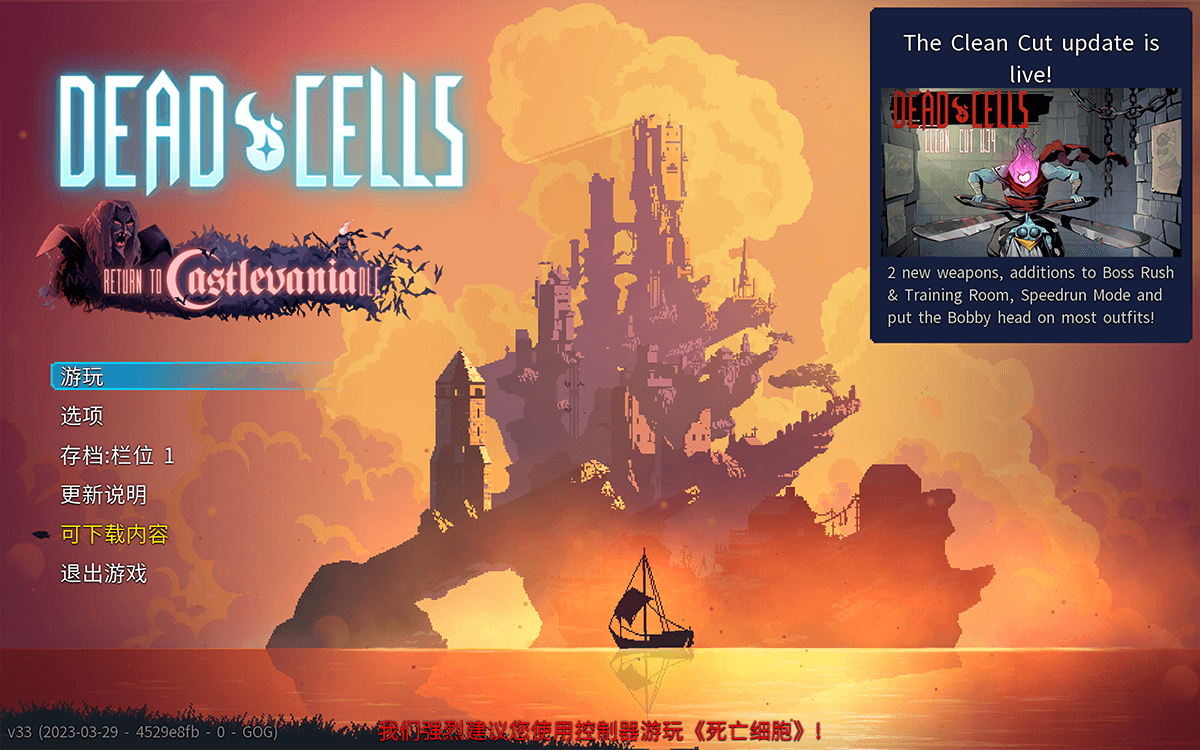 DEAD CELLS
RETURN TO Castlevania DLC
游玩
选项
存档:栏位 1
更新说明
可下载内容
退出游戏
The Clean Cut update is
live!
DEAD CELLS
CLEAN CUT U34
2 new weapons, additions to Boss Rush
& Training Room, Speedrun Mode and
put the Bobby head on most outfits!
v33 (2023-03-29 - 4529e8fb - 0 - GOG)
我们强烈建议您使用控制器游玩《死亡细胞》!